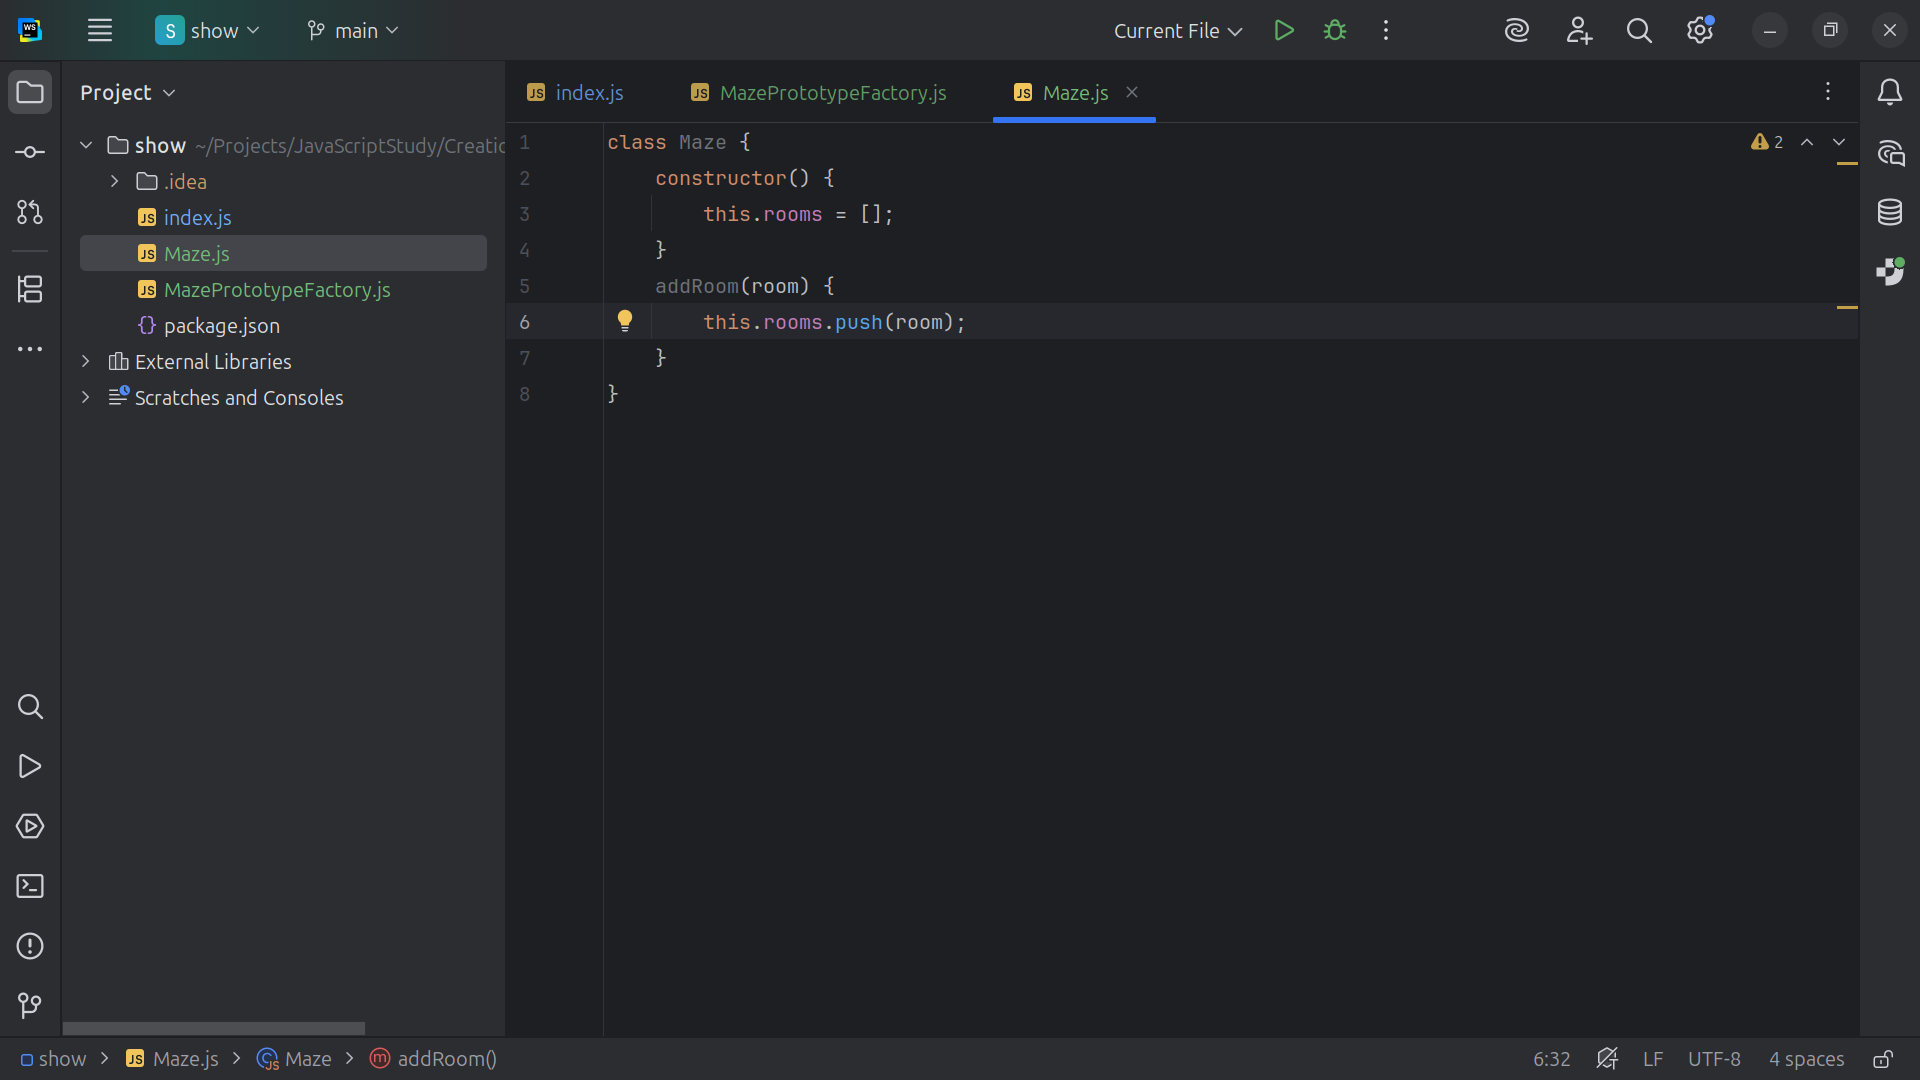 S show main Current File
Project
show ~/Projects/JavaScriptStudy/Creatio
.idea
index.js
Maze.js
MazePrototypeFactory.js
package.json
External Libraries
Scratches and Consoles
index.js MazePrototypeFactory.js Maze.js
1 class Maze {
2 constructor() {
3 this.rooms = [];
4 }
5 addRoom(room) {
6 this.rooms.push(room);
7 }
8 }
2
show > Maze.js > Maze > addRoom()
6:32 LF UTF-8 4 spaces